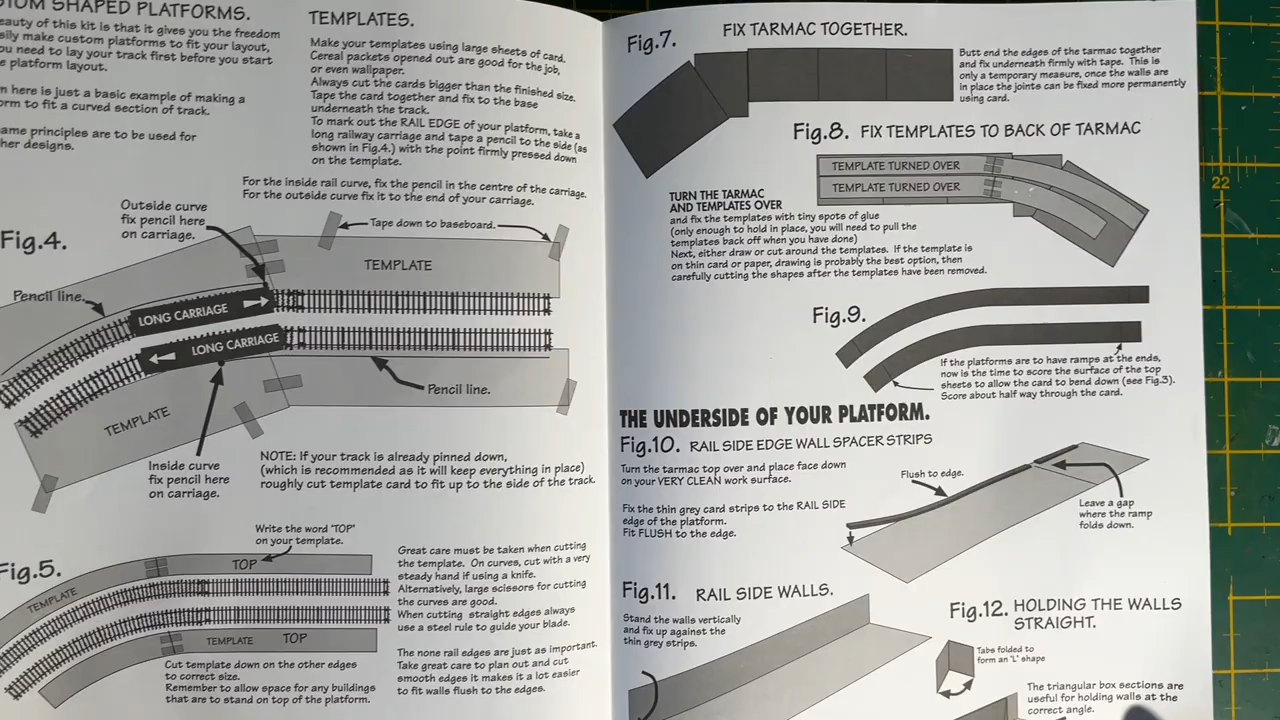 SHAPED PLATFORMS.
eauty of this kit is that it gives you the freedom
sily make custom platforms to fit your layout,
ou need to lay your track first before you start
e platform layout.
n here is just a basic example of making a
orm to fit a curved section of track.
ame principles are to be used for
her designs.
TEMPLATES.
Make your templates using large sheets of card.
Cereal packets opened out are good for the job,
or even wallpaper.
Always cut the cards bigger than the finished size.
Tape the card together and fix to the base
underneath the track.
To mark out the RAIL EDGE of your platform, take a
long railway carriage and tape a pencil to the side (as
shown in Fig.4.) with the point firmly pressed down
on the template.
For the inside rail curve, fix the pencil in the centre of the carriage.
For the outside curve fix it to the end of your carriage.
Fig.4.
Outside curve
fix pencil here
on carriage.
Tape down to baseboard.
TEMPLATE
Pencil line.
LONG CARRIAGE
LONG CARRIAGE
Pencil line.
TEMPLATE
Inside curve
fix pencil here
on carriage.
NOTE: If your track is already pinned down,
(which is recommended as it will keep everything in place)
roughly cut template card to fit up to the side of the track.
Fig.5.
Write the word "TOP"
on your template.
TOP
TEMPLATE
TEMPLATE TOP
Cut template down on the other edges
to correct size.
Remember to allow space for any buildings
that are to stand on top of the platform.
Great care must be taken when cutting
the template. On curves, cut with a very
steady hand if using a knife.
Alternatively, large scissors for cutting
the curves are good.
When cutting straight edges always
use a steel rule to guide your blade.
The none rail edges are just as important.
Take great care to plan out and cut
smooth edges it makes it a lot easier
to fit walls flush to the edges.
Fig.7. FIX TARMAC TOGETHER.
Butt end the edges of the tarmac together
and fix underneath firmly with tape. This is
only a temporary measure, once the walls are
in place the joints can be fixed more permanently
using card.
Fig.8. FIX TEMPLATES TO BACK OF TARMAC
TEMPLATE TURNED OVER
TEMPLATE TURNED OVER
TURN THE TARMAC
AND TEMPLATES OVER
and fix the templates with tiny spots of glue
(only enough to hold in place, you will need to pull the
templates back off when you have done)
Next, either draw or cut around the templates. If the template is
on thin card or paper, drawing is probably the best option, then
carefully cutting the shapes after the templates have been removed.
Fig.9.
If the platforms are to have ramps at the ends,
now is the time to score the surface of the top
sheets to allow the card to bend down (see Fig.3).
Score about half way through the card.
THE UNDERSIDE OF YOUR PLATFORM.
Fig.10. RAIL SIDE EDGE WALL SPACER STRIPS
Turn the tarmac top over and place face down
on your VERY CLEAN work surface.
Fix the thin grey card strips to the RAIL SIDE
edge of the platform.
Fit FLUSH to the edge.
Flush to edge.
Leave a gap
where the ramp
folds down.
Fig.11. RAIL SIDE WALLS.
Stand the walls vertically
and fix up against the
thin grey strips.
Fig.12. HOLDING THE WALLS
STRAIGHT.
Tabs folded to
form an "L" shape
The triangular box sections are
useful for holding walls at the
correct angle.
22